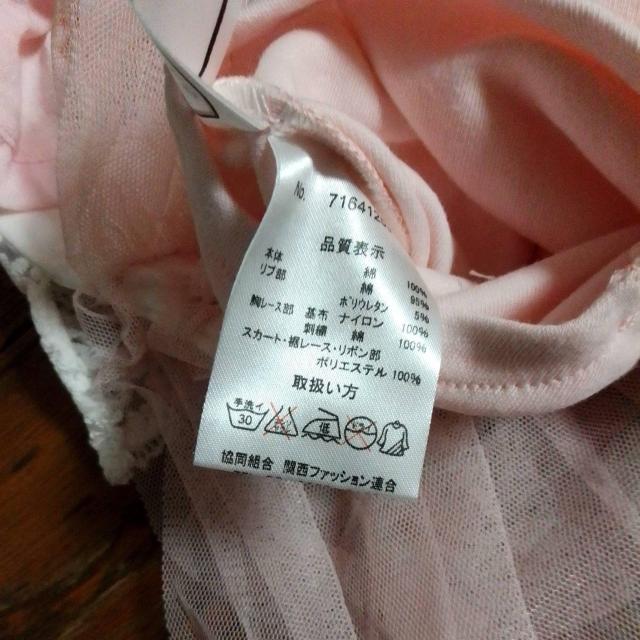 No. 71641
品質表示
本体 綿 100%
リブ部 綿 95%
ポリウレタン 5%
胸レース部 基布 ナイロン 100%
刺繍 綿 100%
スカート・裾レース・リボン部
ポリエステル 100%
取扱い方
手洗イ
30 低
協同組合 関西ファッション連合